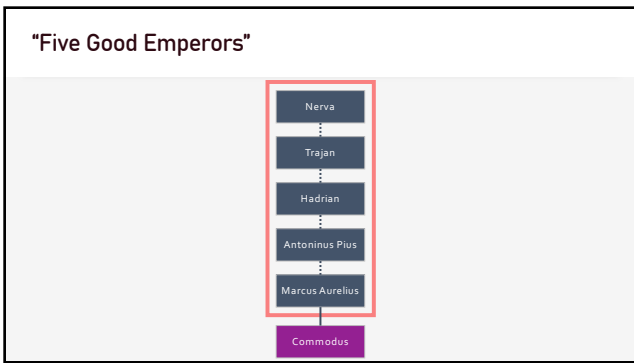 “Five Good Emperors”
Nerva
Trajan
Hadrian
Antoninus Pius
Marcus Aurelius
Commodus